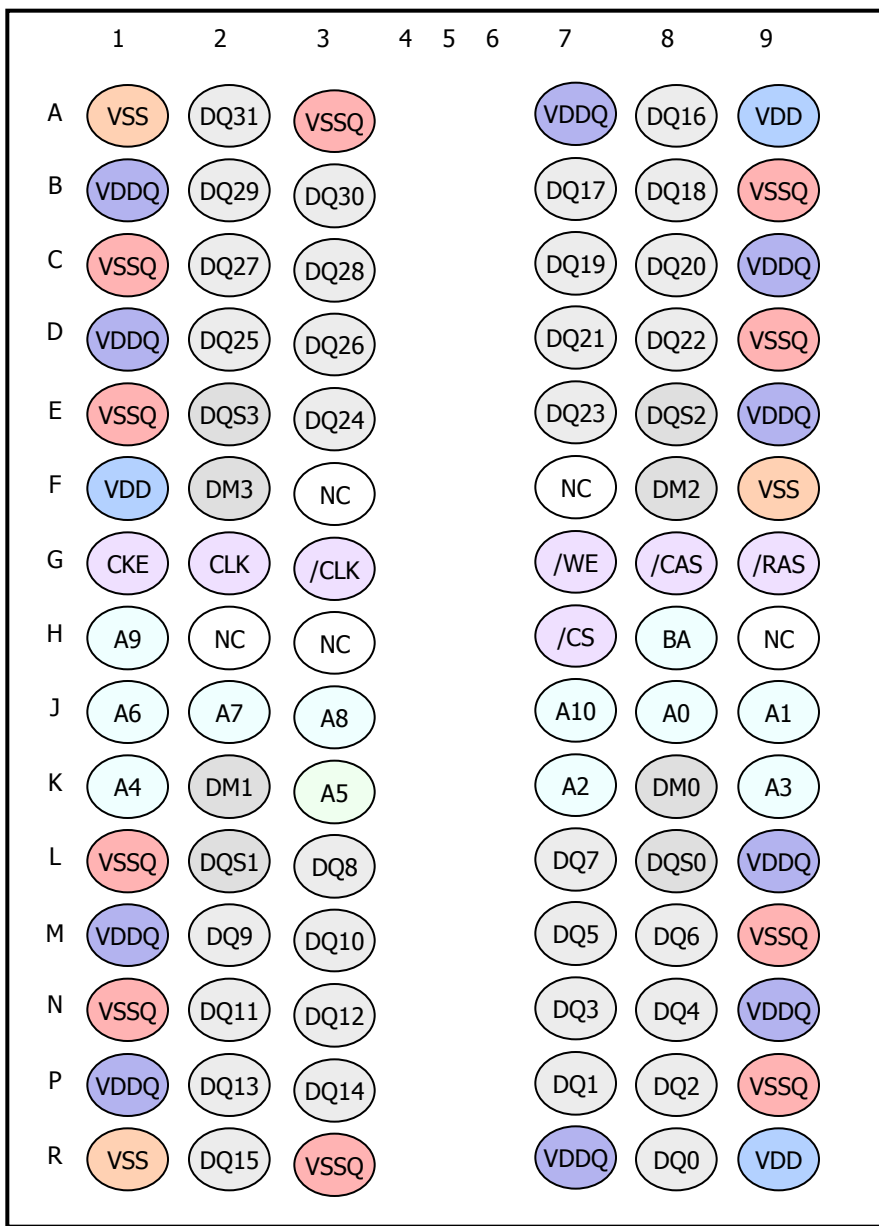 1 2 3 4 5 6 7 8 9
A VSS DQ31 VSSQ VDDQ DQ16 VDD
B VDDQ DQ29 DQ30 DQ17 DQ18 VSSQ
C VSSQ DQ27 DQ28 DQ19 DQ20 VDDQ
D VDDQ DQ25 DQ26 DQ21 DQ22 VSSQ
E VSSQ DQS3 DQ24 DQ23 DQS2 VDDQ
F VDD DM3 NC NC DM2 VSS
G CKE CLK /CLK /WE /CAS /RAS
H A9 NC NC /CS BA NC
J A6 A7 A8 A10 A0 A1
K A4 DM1 A5 A2 DM0 A3
L VSSQ DQS1 DQ8 DQ7 DQS0 VDDQ
M VDDQ DQ9 DQ10 DQ5 DQ6 VSSQ
N VSSQ DQ11 DQ12 DQ3 DQ4 VDDQ
P VDDQ DQ13 DQ14 DQ1 DQ2 VSSQ
R VSS DQ15 VSSQ VDDQ DQ0 VDD